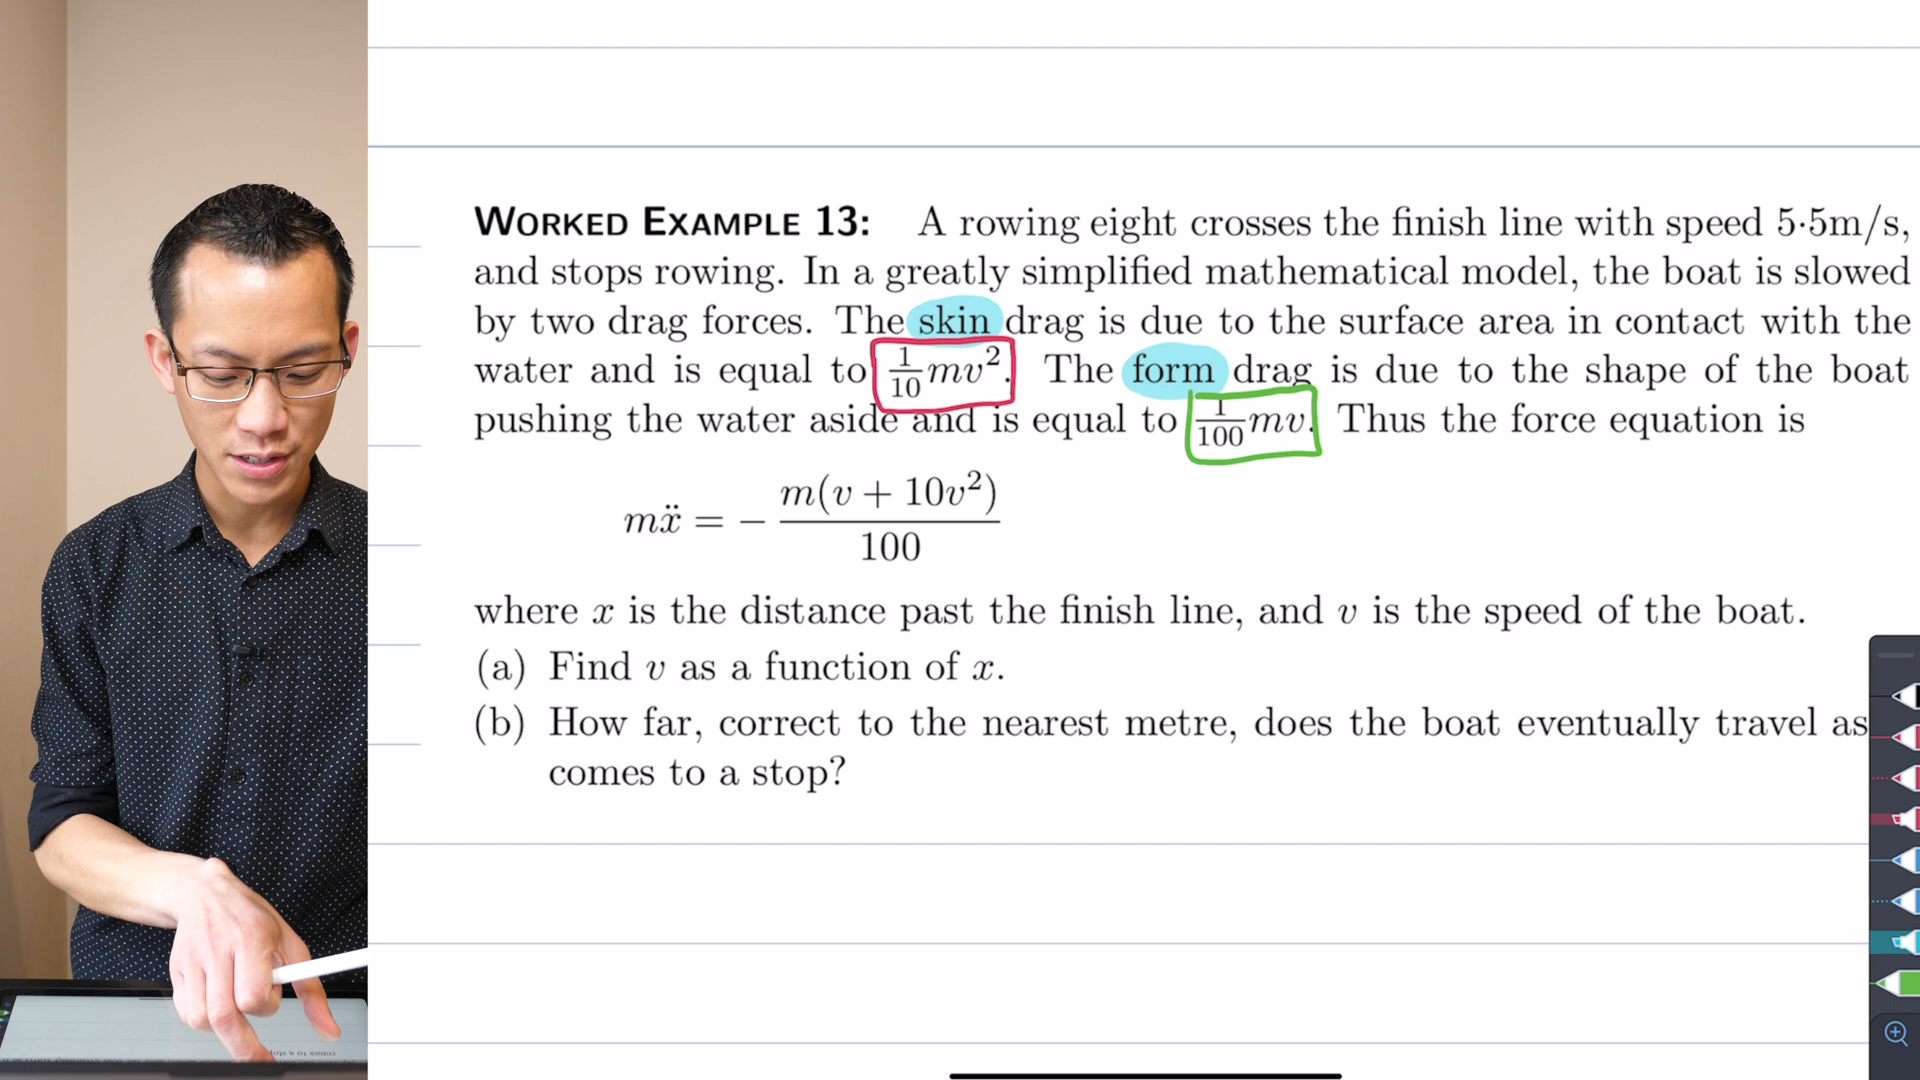 WORKED EXAMPLE 13: A rowing eight crosses the finish line with speed 5·5m/s,
and stops rowing. In a greatly simplified mathematical model, the boat is slowed
by two drag forces. The skin drag is due to the surface area in contact with the
water and is equal to 1/10 mv². The form drag is due to the shape of the boat
pushing the water aside and is equal to 1/100 mv. Thus the force equation is
mẍ = − m(v + 10v²)/100
where x is the distance past the finish line, and v is the speed of the boat.
(a) Find v as a function of x.
(b) How far, correct to the nearest metre, does the boat eventually travel as
comes to a stop?